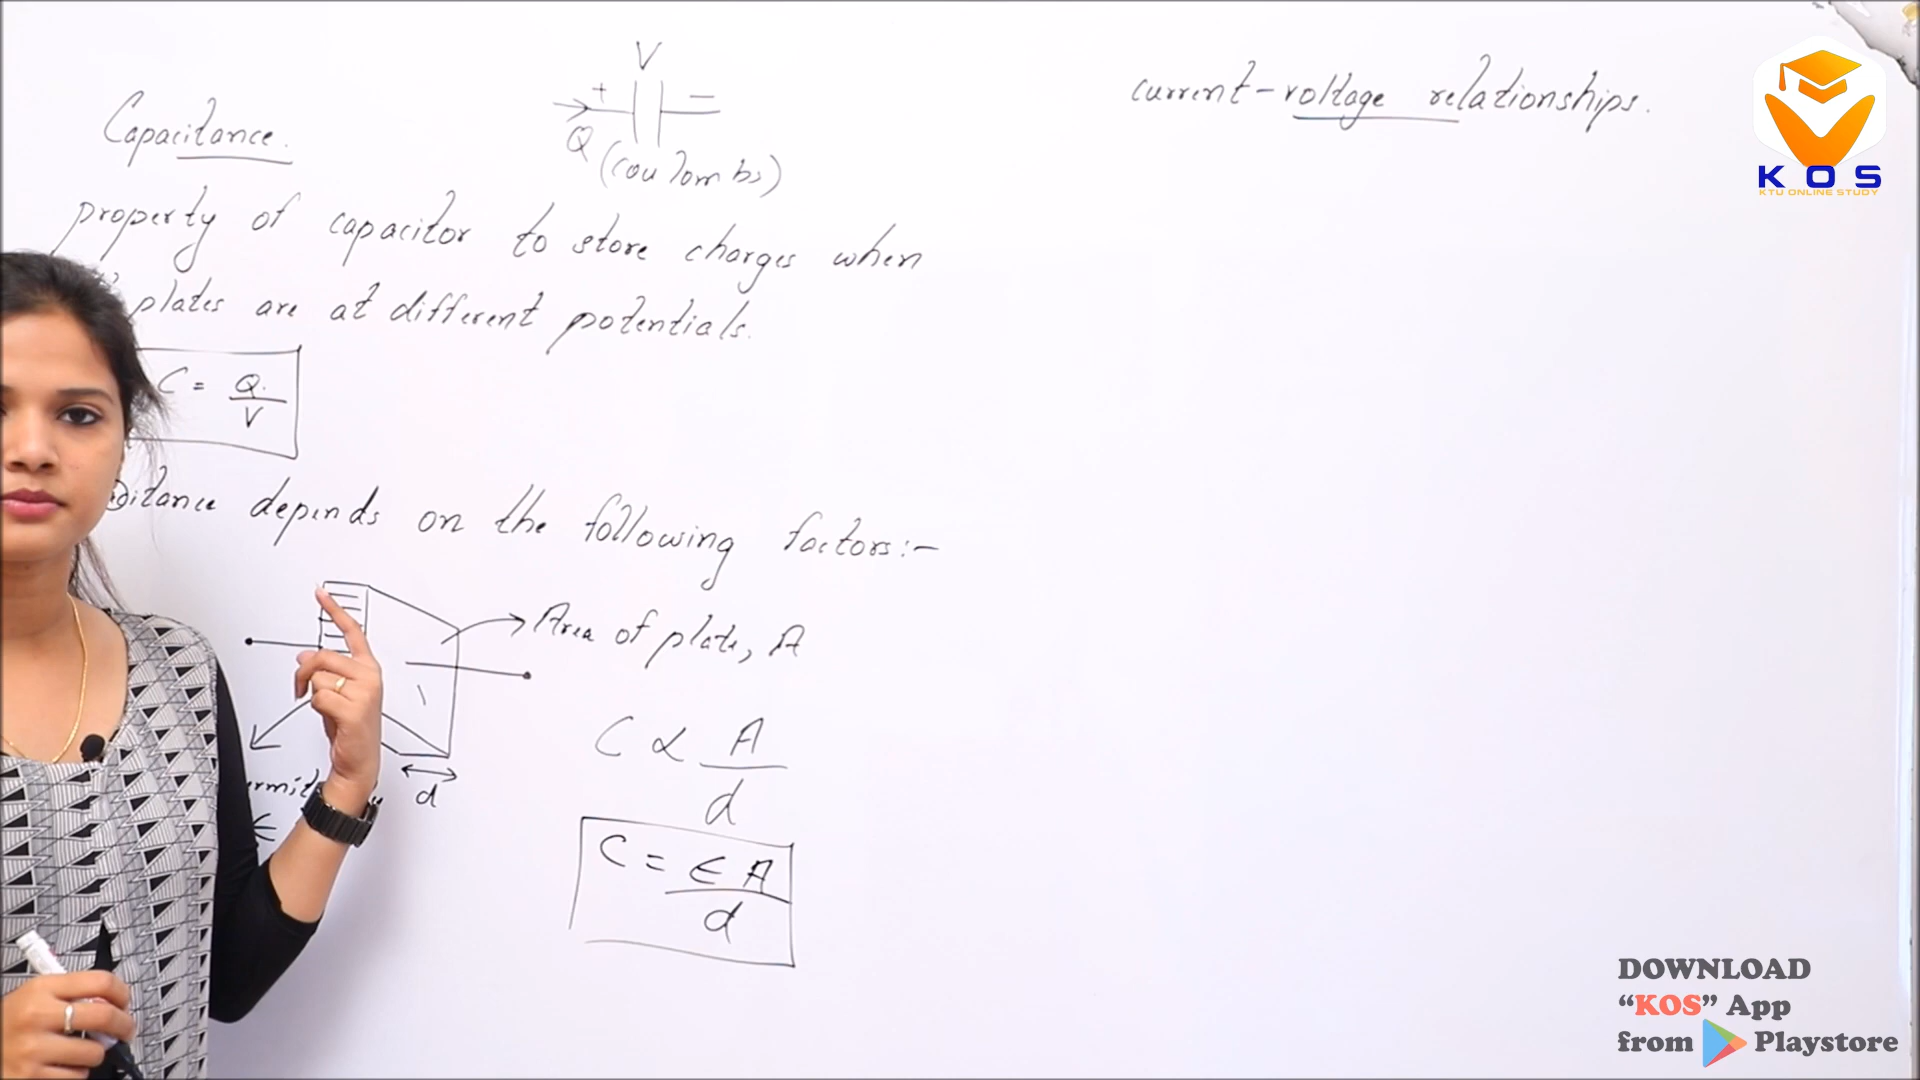 Capacitance.
V
+ −
Q (coulombs)
property of capacitor to store charges when
plates are at different potentials.
C = Q/V
depends on the following factors:-
Area of plate, A
d
∈
C ∝ A/d
C = ∈A/d
current-voltage relationships.
KOS
KTU ONLINE STUDY
DOWNLOAD
“KOS” App
from Playstore